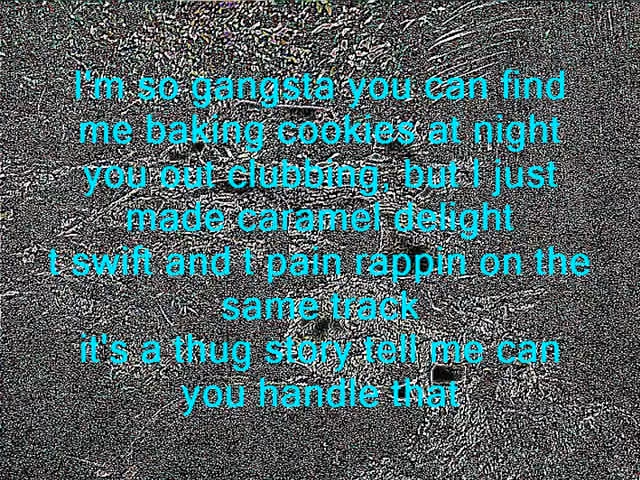 I'm so gangsta you can find
me baking cookies at night
you out clubbing, but I just
made caramel delight
t swift and t pain rappin on the
same track
it's a thug story tell me can
you handle that